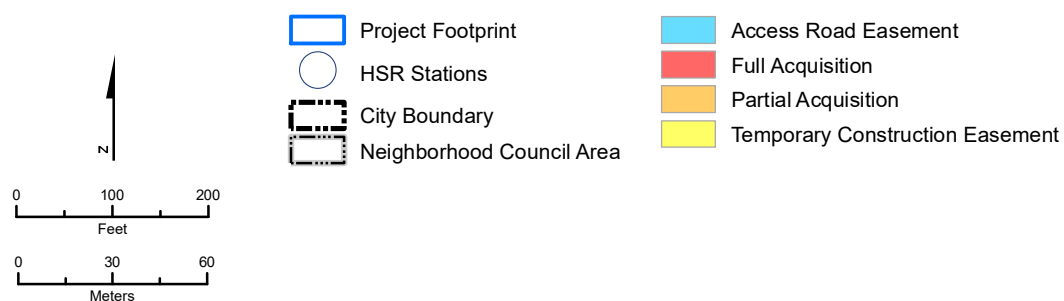 N
0 100 200
Feet
0 30 60
Meters
Project Footprint
HSR Stations
City Boundary
Neighborhood Council Area
Access Road Easement
Full Acquisition
Partial Acquisition
Temporary Construction Easement